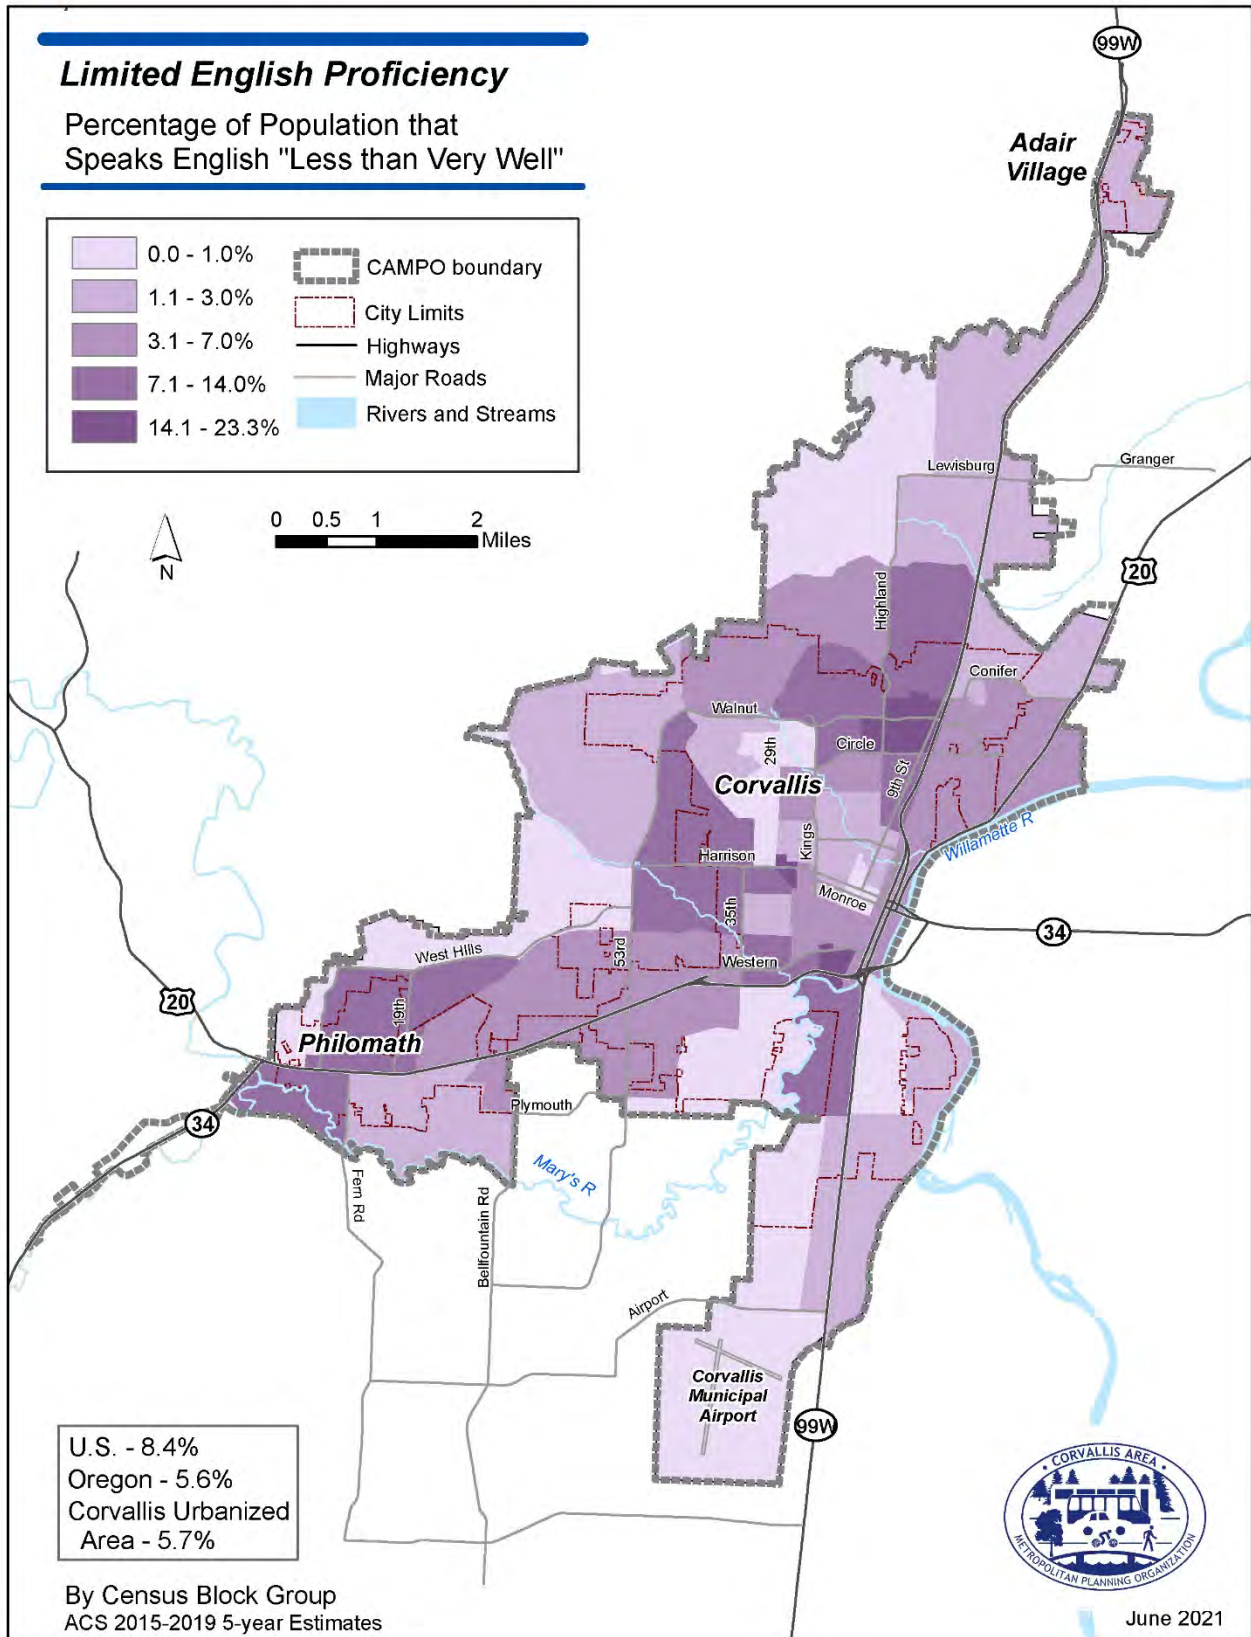 Limited English Proficiency
Percentage of Population that
Speaks English "Less than Very Well"
0.0 - 1.0%
1.1 - 3.0%
3.1 - 7.0%
7.1 - 14.0%
14.1 - 23.3%
CAMPO boundary
City Limits
Highways
Major Roads
Rivers and Streams
N
0 0.5 1 2
Miles
99W
Adair
Village
Lewisburg
Granger
20
Highland
Conifer
Walnut
29th
Circle
9th St
Corvallis
Kings
Harrison
Willamette R
Monroe
35th
34
53rd
West HIlls
Western
20
19th
Philomath
34
Plymouth
Mary's R
Fern Rd
Bellfountain Rd
Airport
Corvallis
Municipal
Airport
99W
U.S. - 8.4%
Oregon - 5.6%
Corvallis Urbanized
Area - 5.7%
By Census Block Group
ACS 2015-2019 5-year Estimates
• CORVALLIS AREA •
METROPOLITAN PLANNING ORGANIZATION
June 2021